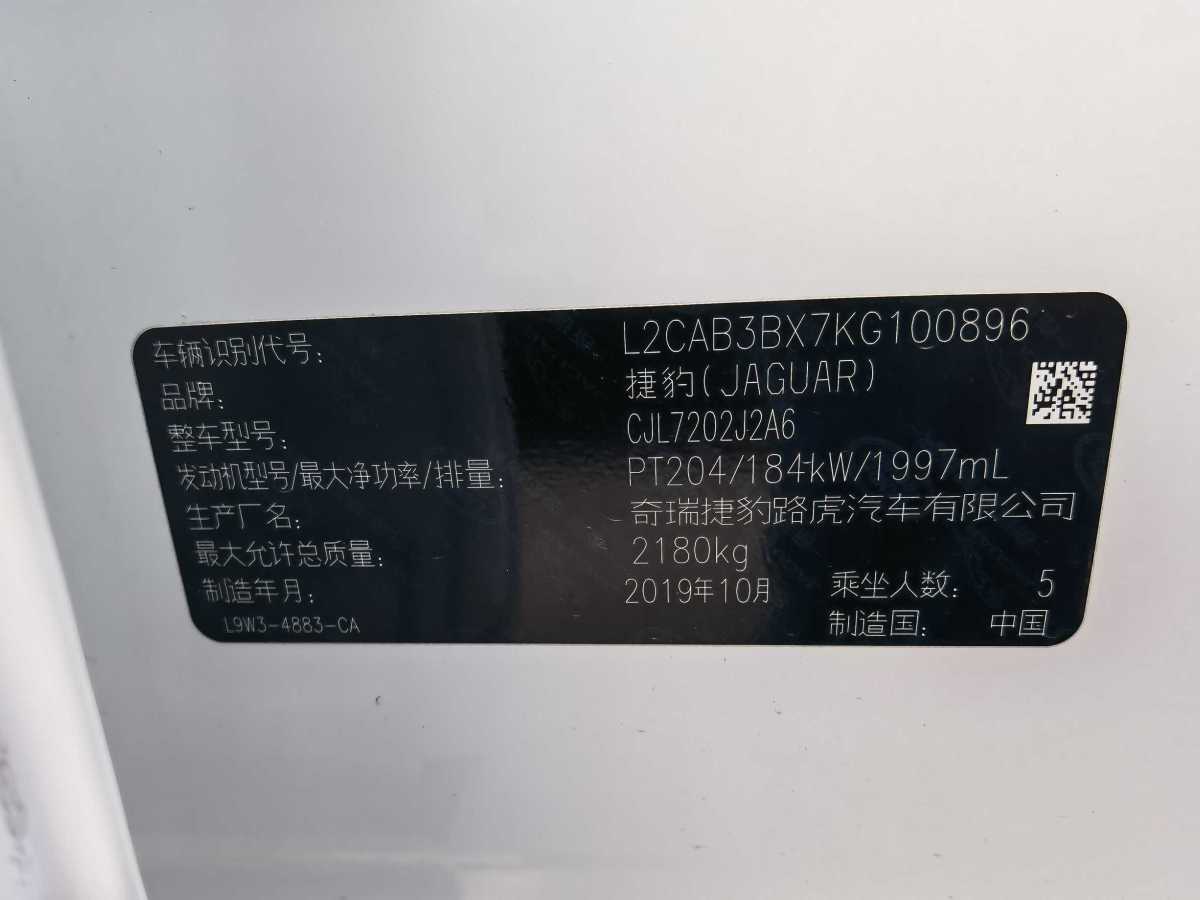 车辆识别代号: L2CAB3BX7KG100896
品牌: 捷豹(JAGUAR)
整车型号: CJL7202J2A6
发动机型号/最大净功率/排量: PT204/184kW/1997mL
生产厂名: 奇瑞捷豹路虎汽车有限公司
最大允许总质量: 2180kg
制造年月: 2019年10月 乘坐人数: 5
L9W3-4883-CA 制造国: 中国